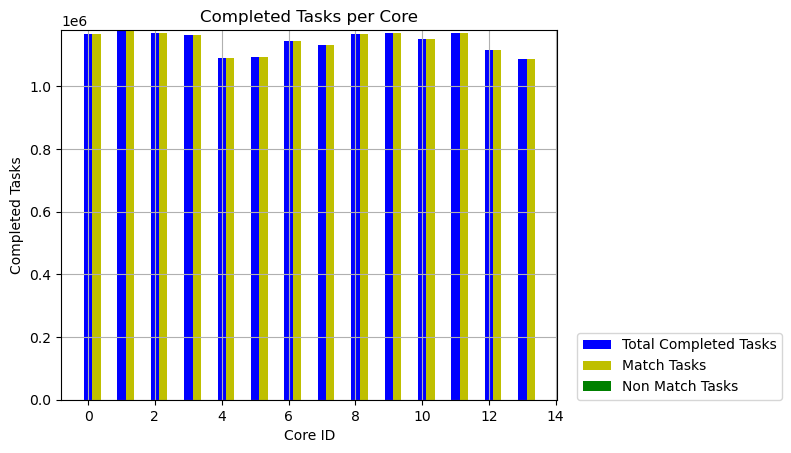 Completed Tasks per Core
1e6
1.0
0.8
0.6
0.4
0.2
0.0
Completed Tasks
0 2 4 6 8 10 12 14
Core ID
Total Completed Tasks
Match Tasks
Non Match Tasks